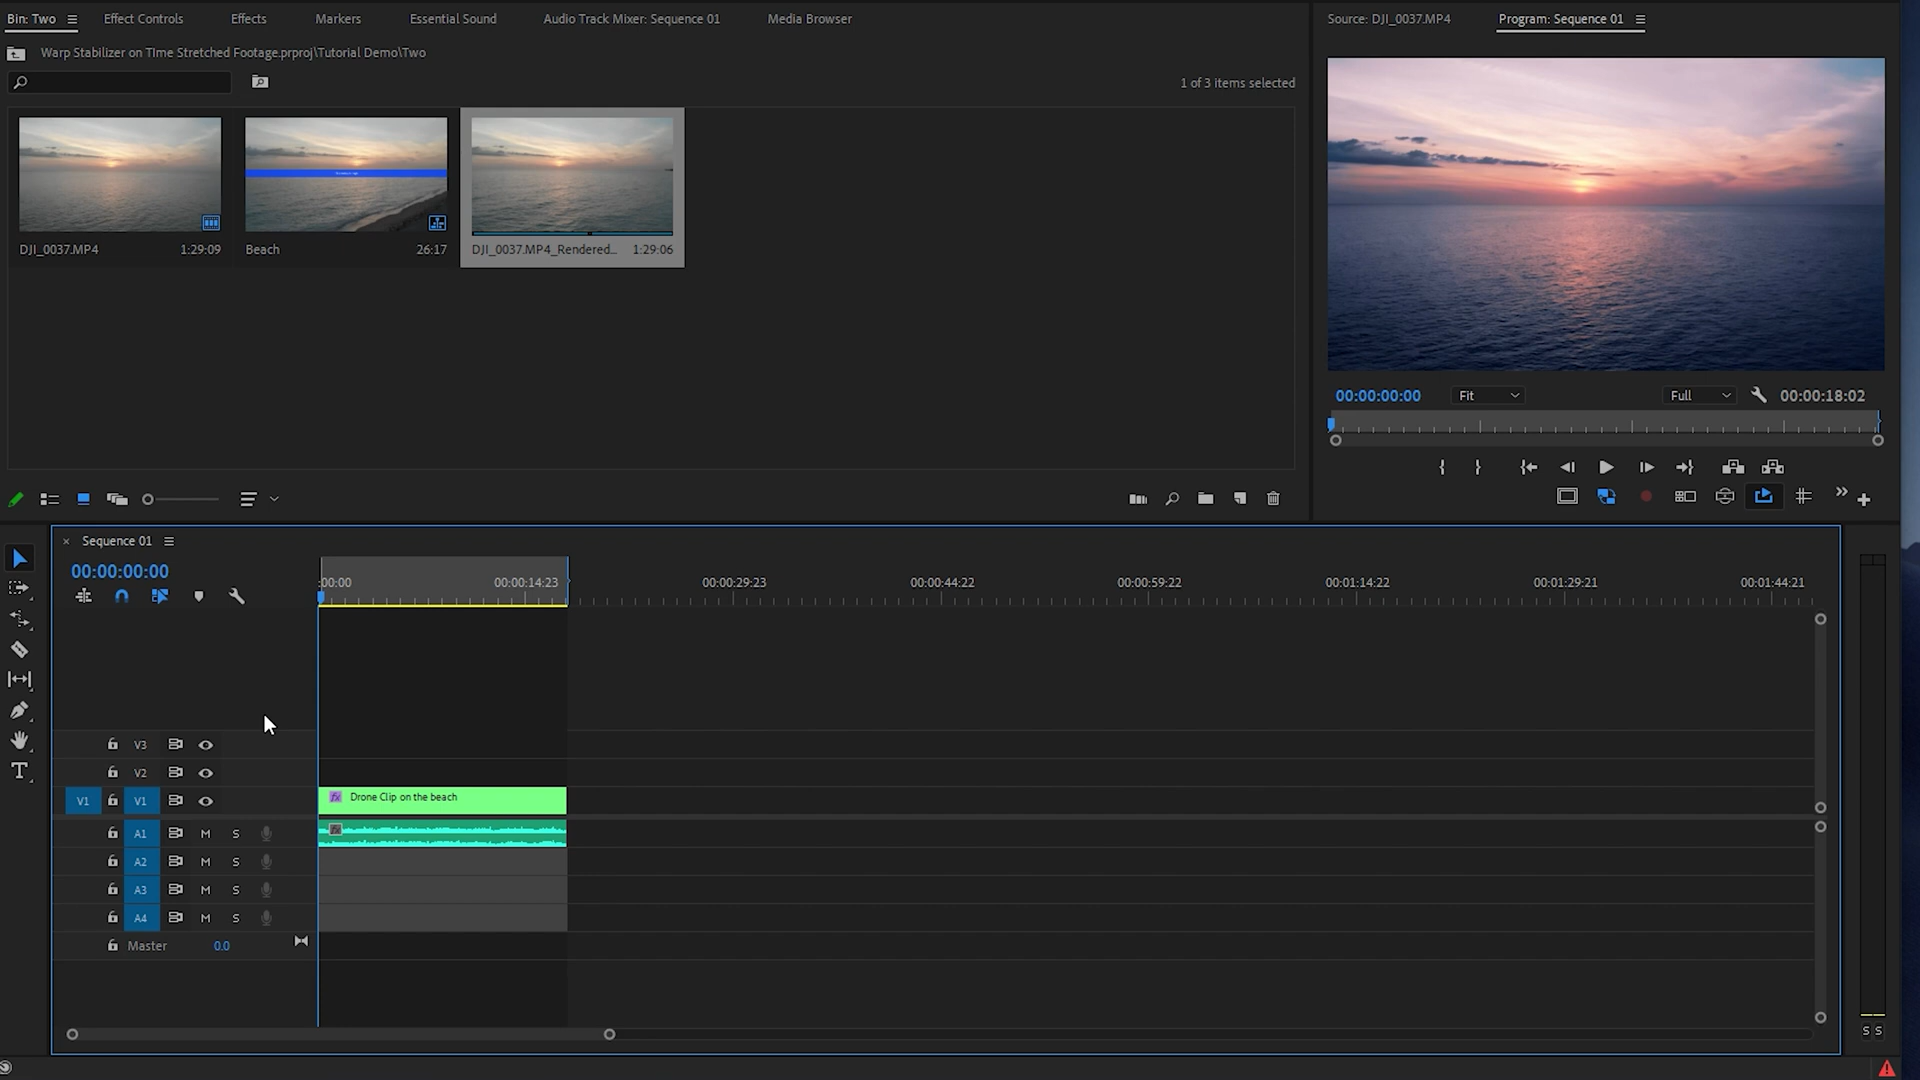 Bin: Two
Effect Controls
Effects
Markers
Essential Sound
Audio Track Mixer: Sequence 01
Media Browser
Source: DJI_0037.MP4
Program: Sequence 01
Warp Stabilizer on TIme Stretched Footage.prproj\Tutorial Demo\Two
1 of 3 items selected
DJI_0037.MP4 1:29:09
Beach 26:17
DJI_0037.MP4_Rendered... 1:29:06
00:00:00:00
Fit
Full
00:00:18:02
Sequence 01
00:00:00:00
:00:00
00:00:14:23
00:00:29:23
00:00:44:22
00:00:59:22
00:01:14:22
00:01:29:21
00:01:44:21
V3
V2
V1 V1
fx Drone Clip on the beach
A1 M S
A2 M S
A3 M S
A4 M S
Master 0.0
S S